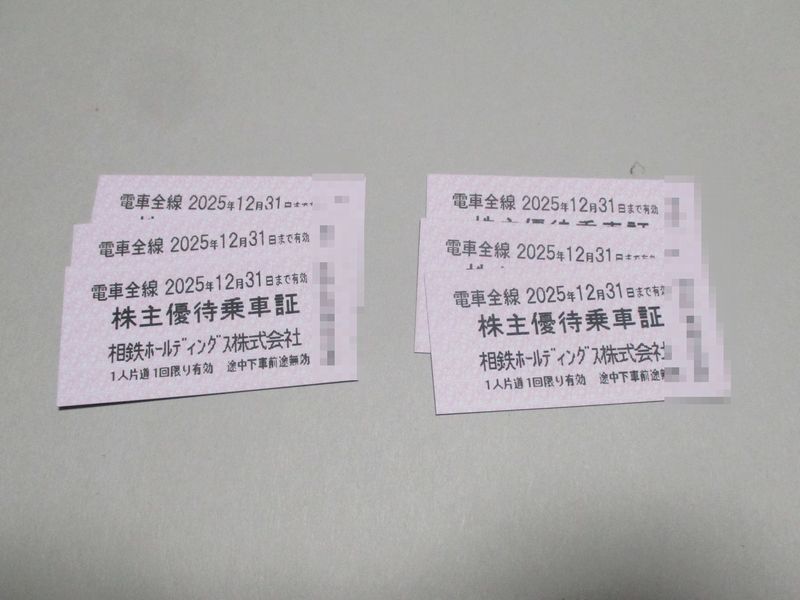 電車全線 2025年12月31日まで有効
電車全線 2025年12月31日まで有効
電車全線 2025年12月31日まで有効
株主優待乗車証
相鉄ホールディングス株式会社
1人片道1回限り有効 途中下車前途無効
電車全線 2025年12月31日まで有効
株主優待乗車証
電車全線 2025年12月31日まで有効
電車全線 2025年12月31日まで有効
株主優待乗車証
相鉄ホールディングス株式会社
1人片道1回限り有効 途中下車前途無効